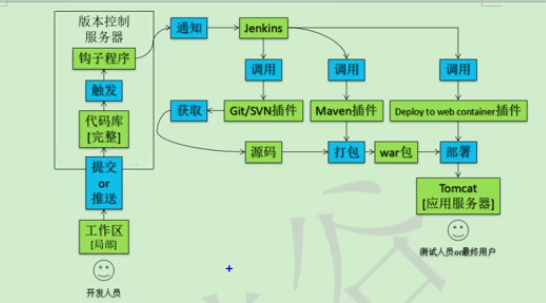 版本控制
服务器
钩子程序
触发
代码库
[完整]
提交
or
推送
工作区
[局部]
开发人员
通知
Jenkins
调用
调用
调用
获取
Git/SVN插件
Maven插件
Deploy to web container插件
源码
打包
war包
部署
Tomcat
[应用服务器]
测试人员or最终用户